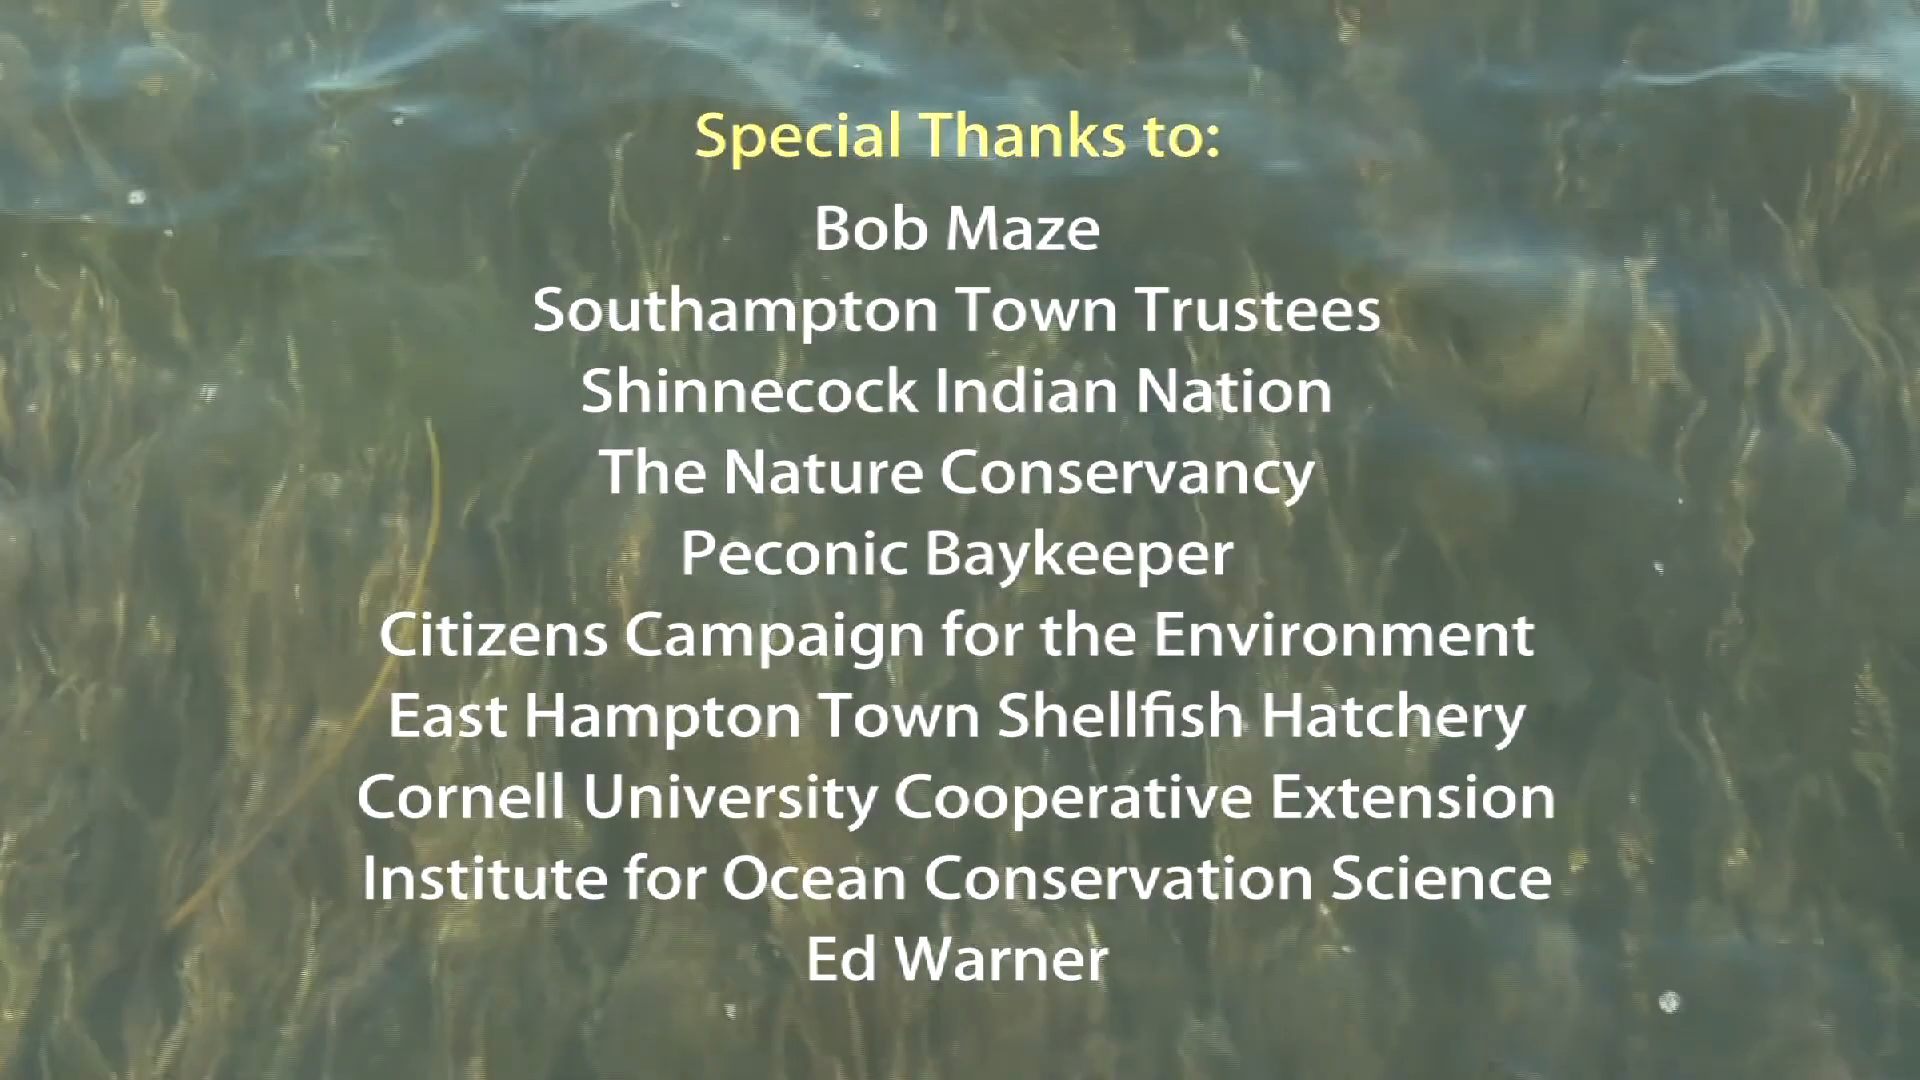 Special Thanks to:
Bob Maze
Southampton Town Trustees
Shinnecock Indian Nation
The Nature Conservancy
Peconic Baykeeper
Citizens Campaign for the Environment
East Hampton Town Shellfish Hatchery
Cornell University Cooperative Extension
Institute for Ocean Conservation Science
Ed Warner